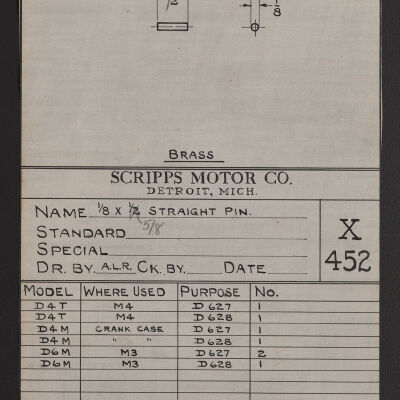 1/2
1/8
BRASS
SCRIPPS MOTOR CO.
DETROIT, MICH.
NAME 1/8 X 1/2 STRAIGHT PIN.
5/8
STANDARD
SPECIAL
DR. BY. A.L.R. CK. BY. DATE
X
452
MODEL WHERE USED PURPOSE NO.
D4T M4 D627 1
D4T M4 D628 1
D4M CRANK CASE D627 1
D4M " " D628 1
D6M M3 D627 2
D6M M3 D628 1